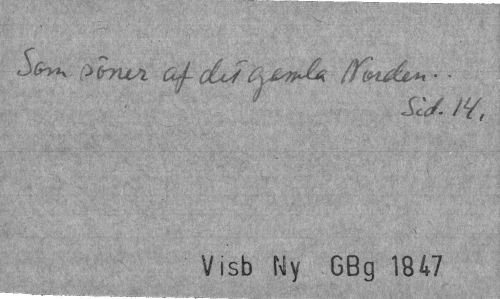 Som söner af det gamla Norden..
Sid. 14.
Visb Ny GBg 1847